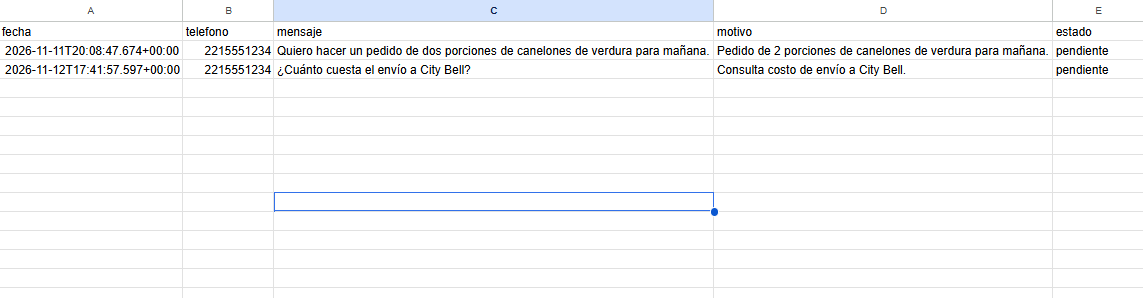 A B C D E
fecha telefono mensaje motivo estado
2026-11-11T20:08:47.674+00:00 2215551234 Quiero hacer un pedido de dos porciones de canelones de verdura para mañana. Pedido de 2 porciones de canelones de verdura para mañana. pendiente
2026-11-12T17:41:57.597+00:00 2215551234 ¿Cuánto cuesta el envío a City Bell? Consulta costo de envío a City Bell. pendiente